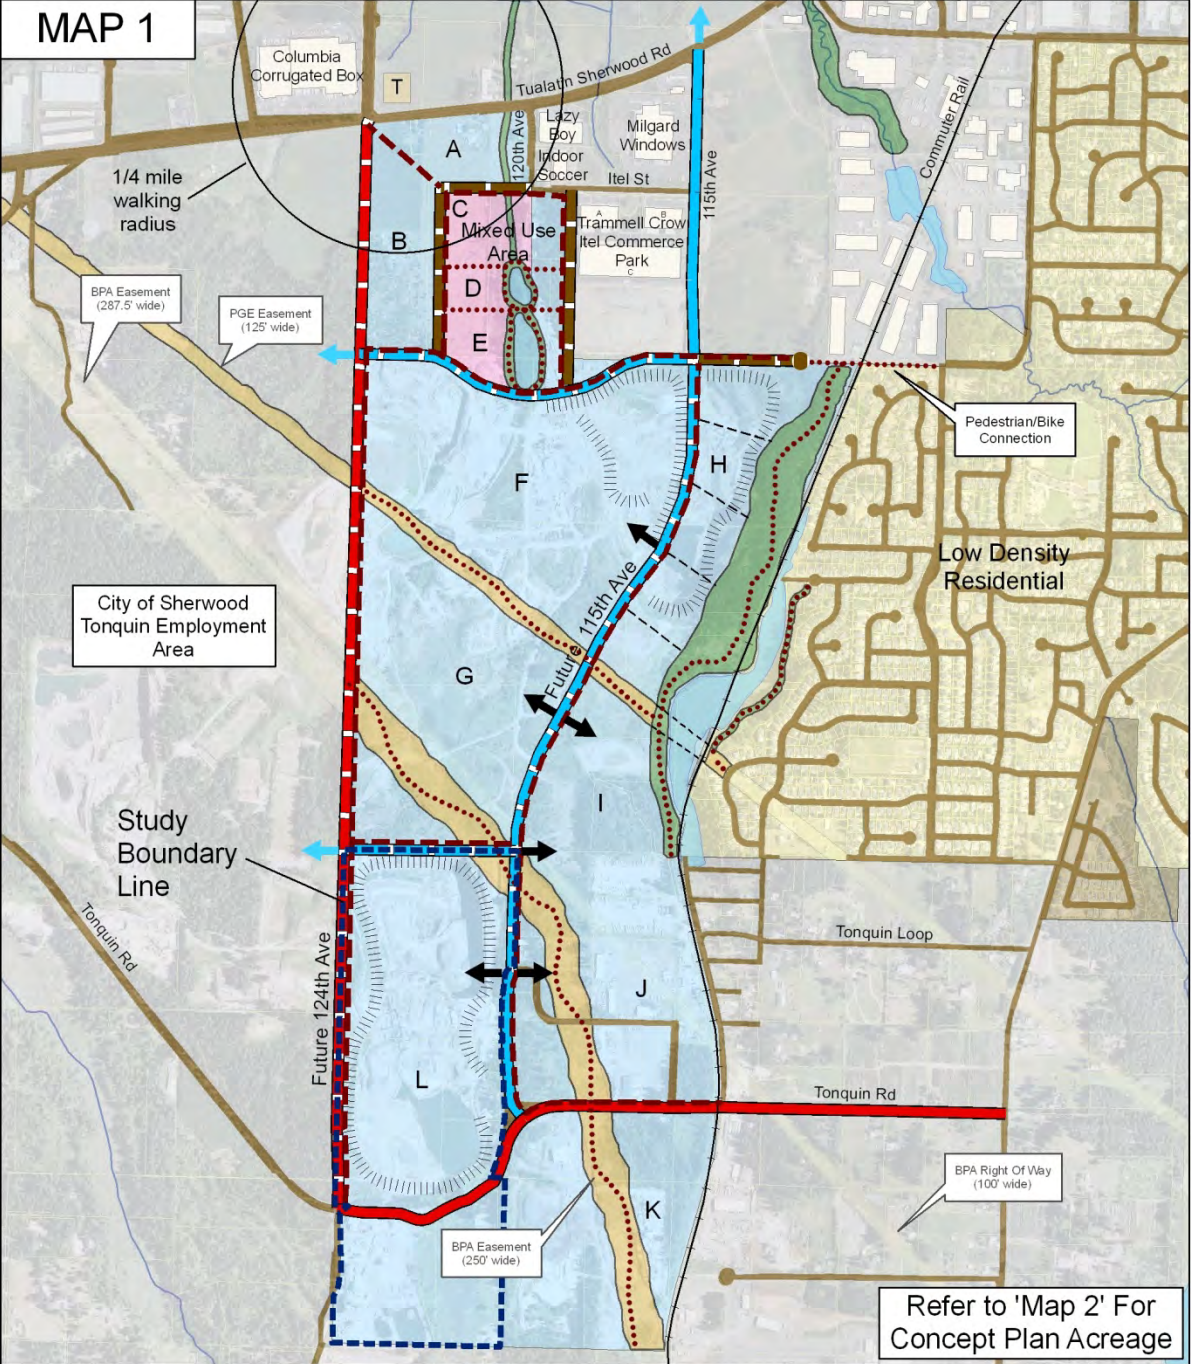 MAP 1
Columbia
Corrugated Box
T
Tualatin Sherwood Rd
Commuter Rail
A
120th Ave
Lazy
Boy
Indoor
Soccer
Milgard
Windows
Itel St
115th Ave
1/4 mile
walking
radius
B
C
Mixed Use
Area
A
B
Trammell Crow
Itel Commerce
Park
C
BPA Easement
(287.5' wide)
PGE Easement
(125' wide)
D
E
Pedestrian/Bike
Connection
F
H
Low Density
Residential
City of Sherwood
Tonquin Employment
Area
Future 115th Ave
G
I
Study
Boundary
Line
Tonquin Rd
Future 124th Ave
Tonquin Loop
J
L
Tonquin Rd
BPA Right Of Way
(100' wide)
K
BPA Easement
(250' wide)
Refer to 'Map 2' For
Concept Plan Acreage